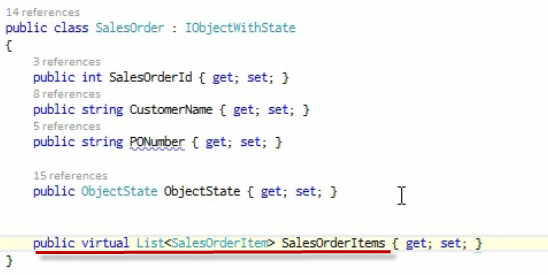 14 references
public class SalesOrder : IObjectWithState
{
3 references
public int SalesOrderId { get; set; }
8 references
public string CustomerName { get; set; }
5 references
public string PONumber { get; set; }
15 references
public ObjectState ObjectState { get; set; }
public virtual List<SalesOrderItem> SalesOrderItems { get; set; }
}